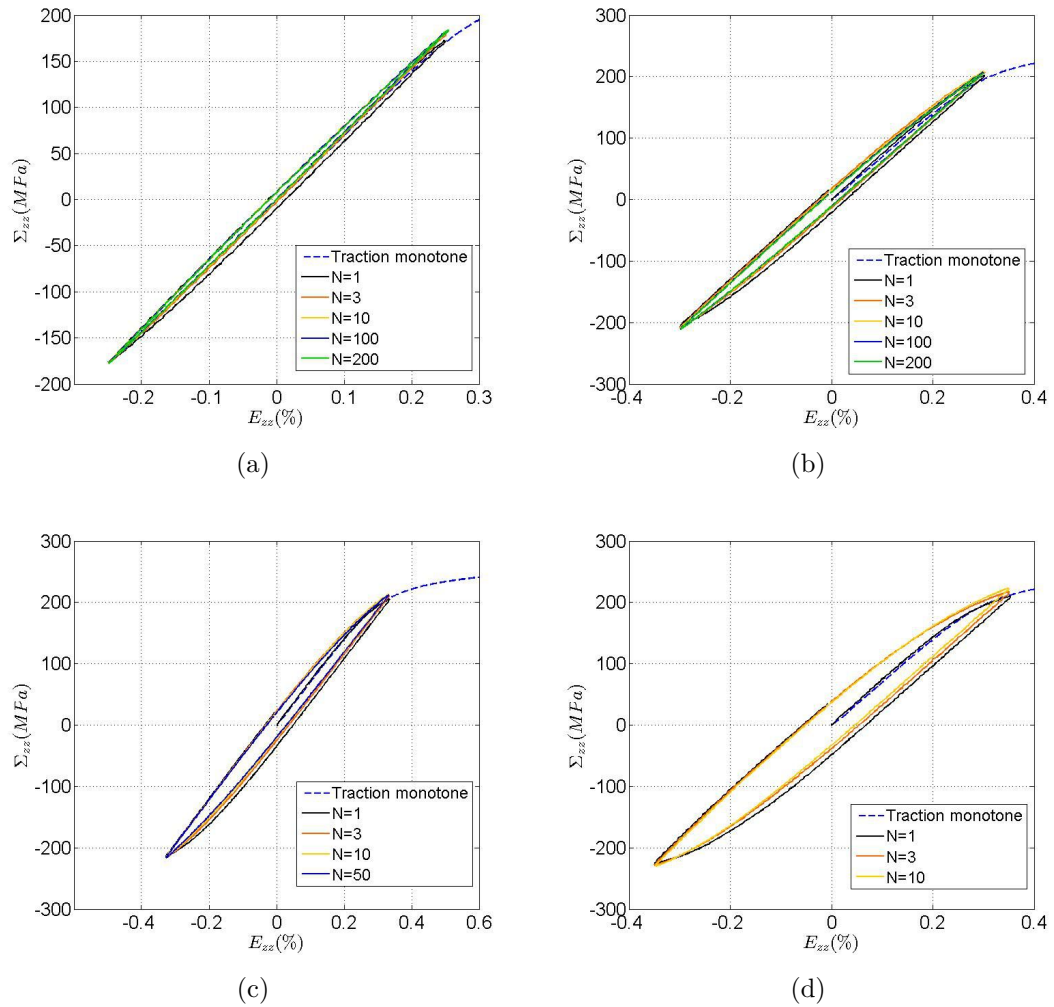 200
150
100
50
0
-50
-100
-150
-200
Σzz(MPa)
-0.2
-0.1
0
0.1
0.2
0.3
Ezz(%)
Traction monotone
N=1
N=3
N=10
N=100
N=200
(a)
300
200
100
0
-100
-200
-300
Σzz(MPa)
-0.4
-0.2
0
0.2
0.4
Ezz(%)
Traction monotone
N=1
N=3
N=10
N=100
N=200
(b)
300
200
100
0
-100
-200
-300
Σzz(MPa)
-0.4
-0.2
0
0.2
0.4
0.6
Ezz(%)
Traction monotone
N=1
N=3
N=10
N=50
(c)
300
200
100
0
-100
-200
-300
Σzz(MPa)
-0.4
-0.2
0
0.2
0.4
Ezz(%)
Traction monotone
N=1
N=3
N=10
(d)